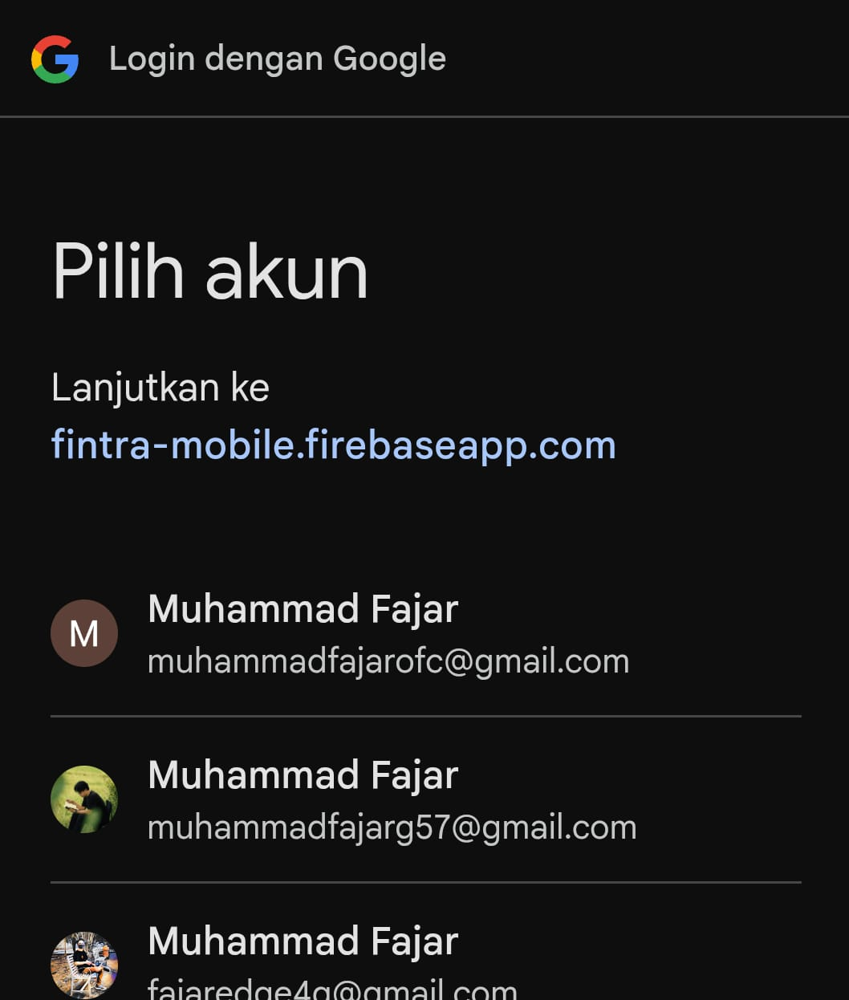 Login dengan Google
Pilih akun
Lanjutkan ke
fintra-mobile.firebaseapp.com
M
Muhammad Fajar
muhammadfajarofc@gmail.com
Muhammad Fajar
muhammadfajarg57@gmail.com
Muhammad Fajar
fajaredge4g@gmail.com